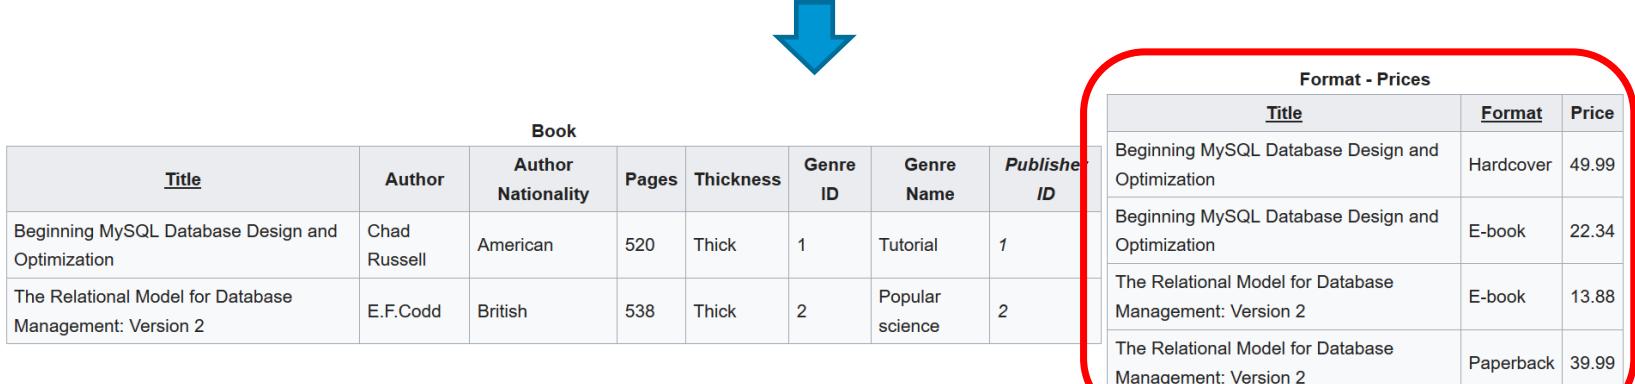 Format - Prices
Title Format Price
Beginning MySQL Database Design and
Optimization
Hardcover 49.99
Beginning MySQL Database Design and
Optimization
E-book 22.34
The Relational Model for Database
Management: Version 2
E-book 13.88
The Relational Model for Database
Management: Version 2
Paperback 39.99
Book
Title Author Author
Nationality Pages Thickness Genre
ID Genre
Name Publisher
ID
Beginning MySQL Database Design and
Optimization
Chad
Russell
American 520 Thick 1 Tutorial 1
The Relational Model for Database
Management: Version 2
E.F.Codd British 538 Thick 2 Popular
science
2